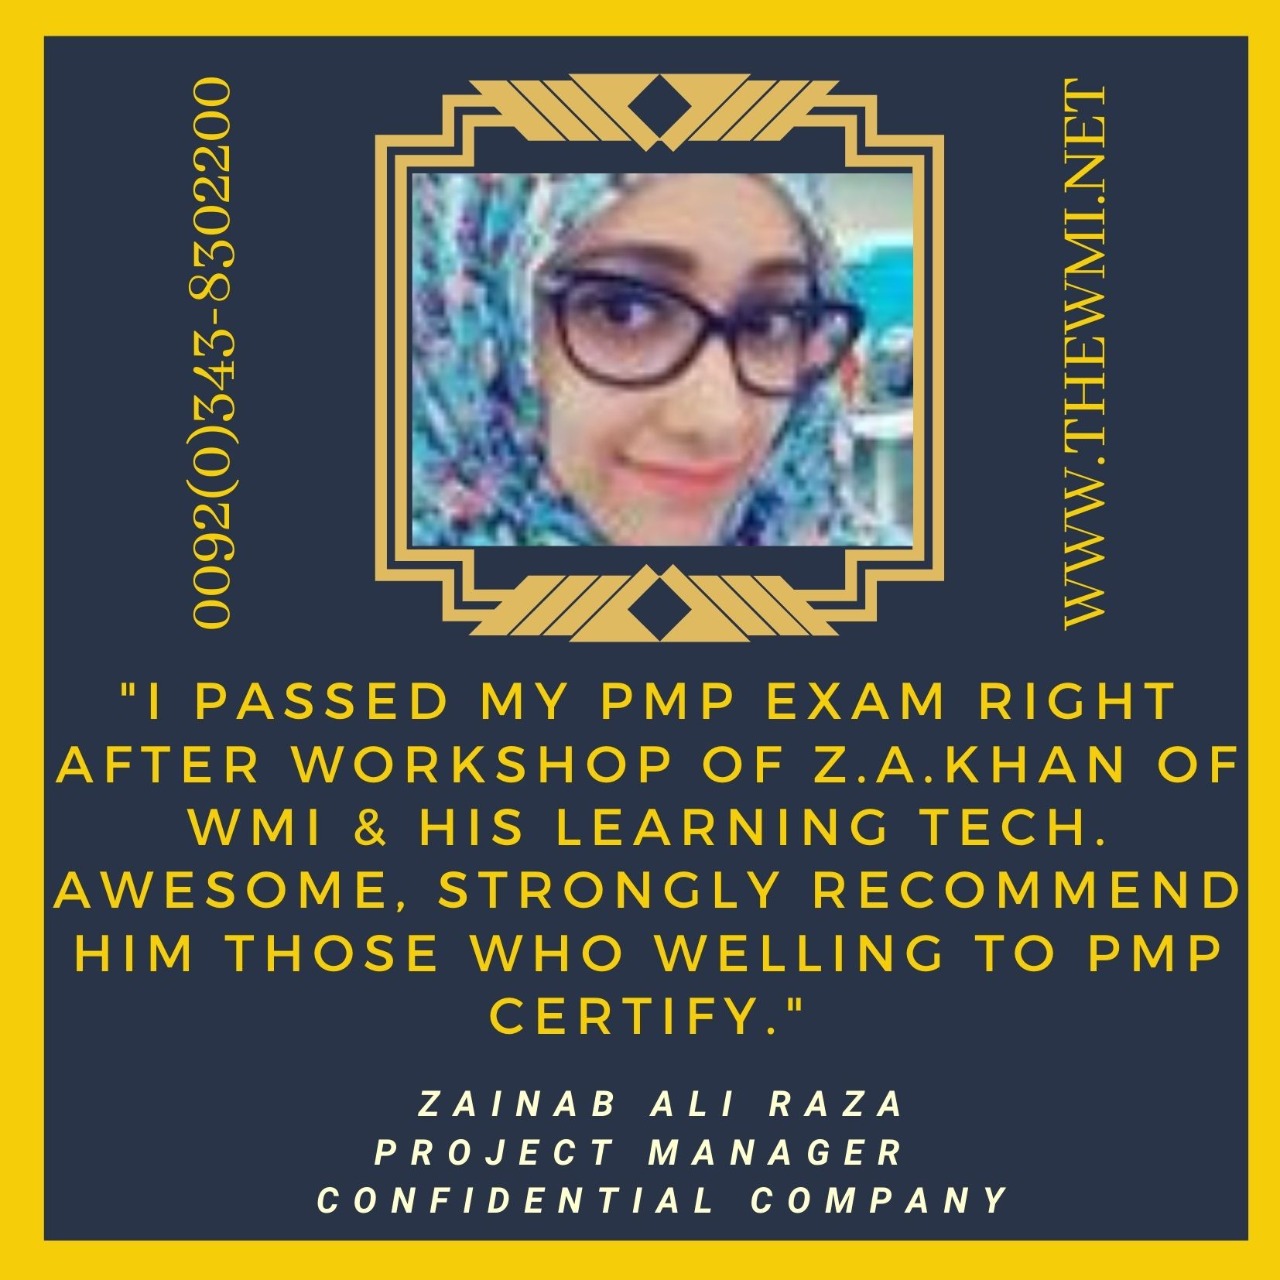 0092(0)343-8302200
WWW.THEWMI.NET
"I PASSED MY PMP EXAM RIGHT
AFTER WORKSHOP OF Z.A.KHAN OF
WMI & HIS LEARNING TECH.
AWESOME, STRONGLY RECOMMEND
HIM THOSE WHO WELLING TO PMP
CERTIFY."
ZAINAB ALI RAZA
PROJECT MANAGER
CONFIDENTIAL COMPANY